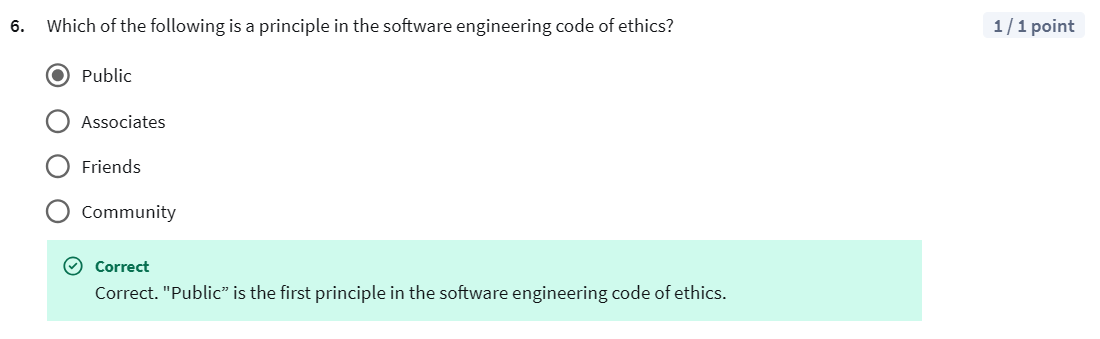 6. Which of the following is a principle in the software engineering code of ethics?
1 / 1 point
Public
Associates
Friends
Community
Correct
Correct. "Public” is the first principle in the software engineering code of ethics.